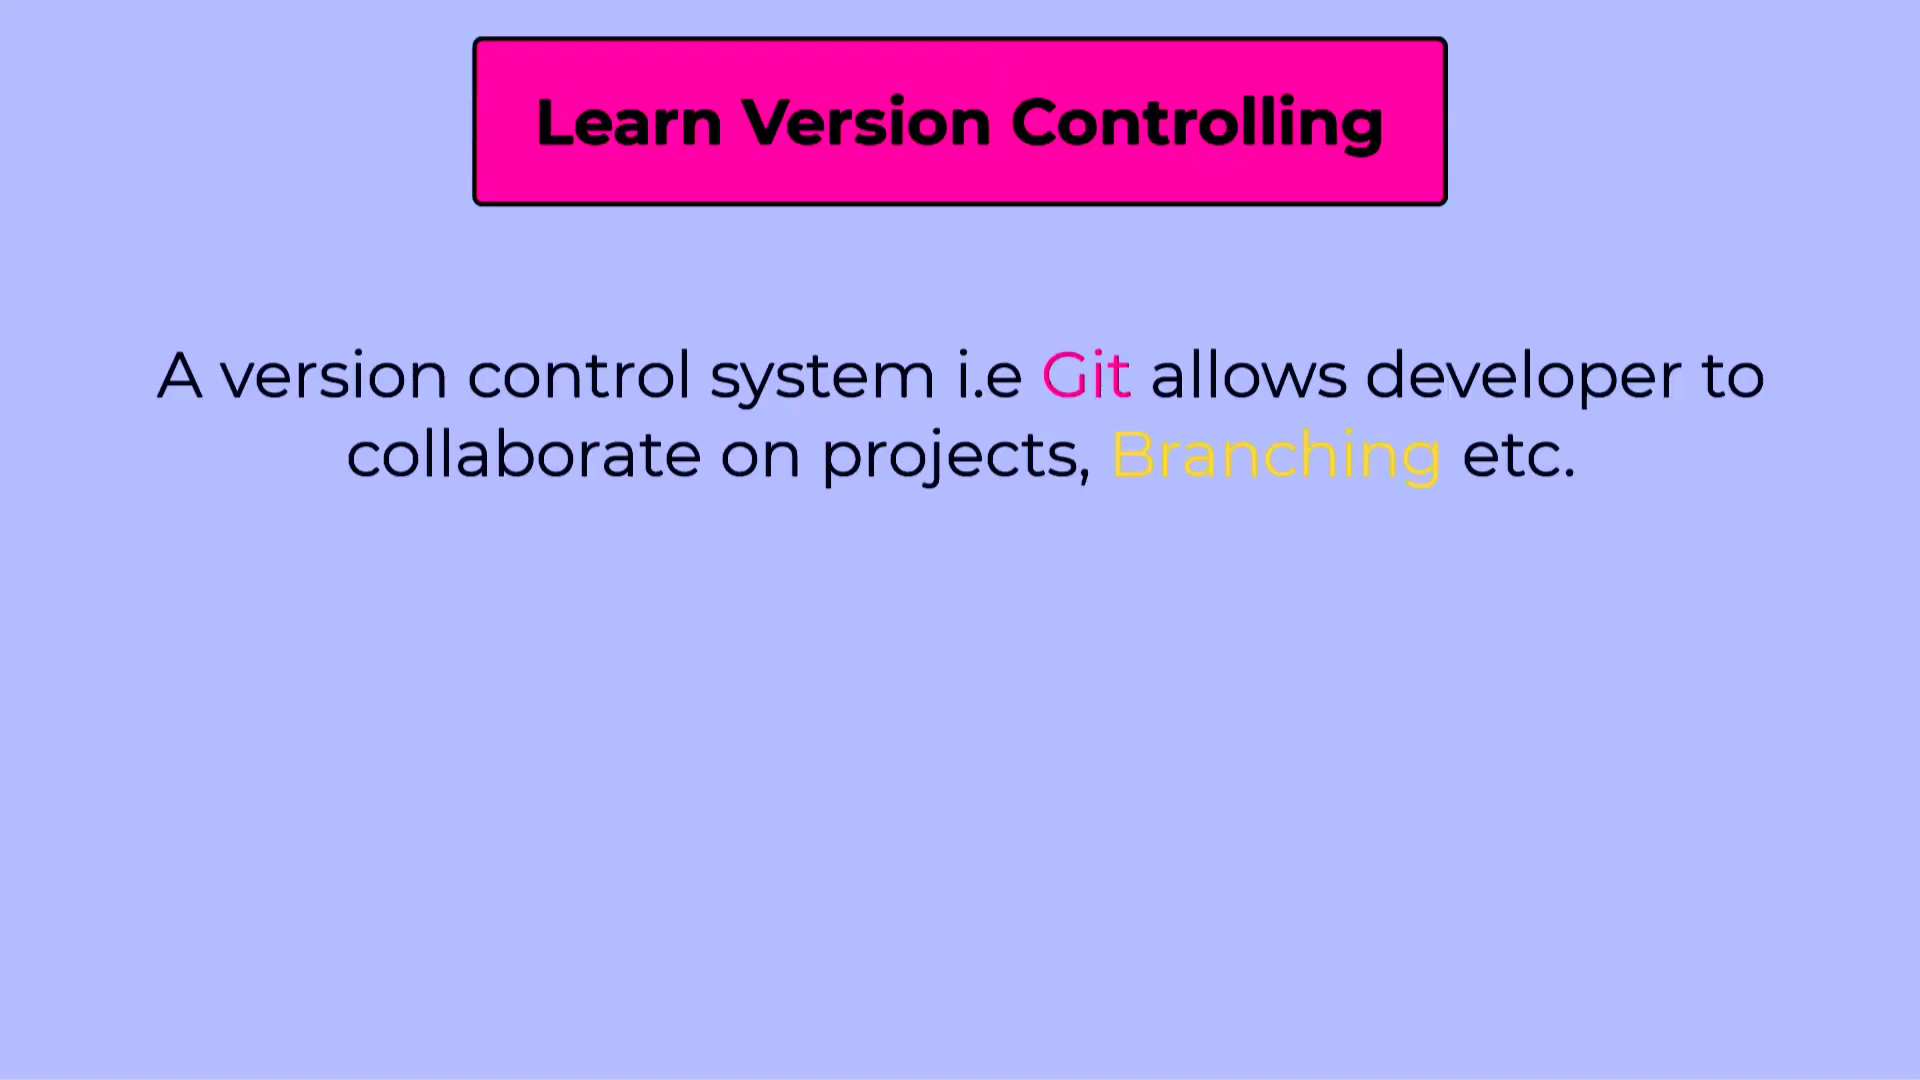 Learn Version Controlling
A version control system i.e Git allows developer to
collaborate on projects, Branching etc.